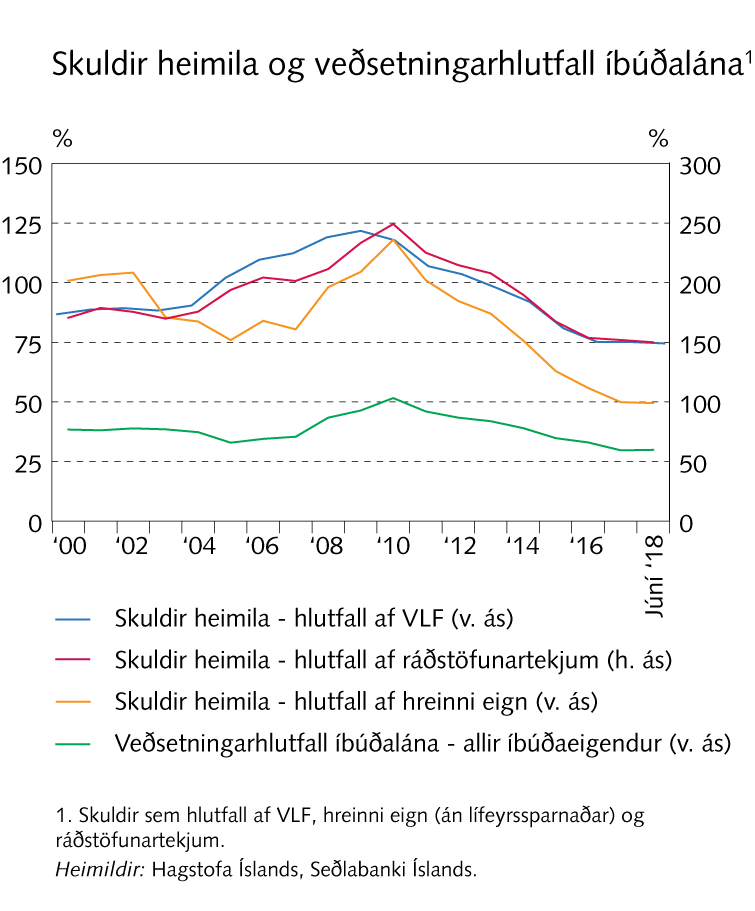 Skuldir heimila og veðsetningarhlutfall íbúðalána¹
% %
150 300
125 250
100 200
75 150
50 100
25 50
0 0
‘00 ‘02 ‘04 ‘06 ‘08 ‘10 ‘12 ‘14 ‘16 Júní ‘18
Skuldir heimila - hlutfall af VLF (v. ás)
Skuldir heimila - hlutfall af ráðstöfunartekjum (h. ás)
Skuldir heimila - hlutfall af hreinni eign (v. ás)
Veðsetningarhlutfall íbúðalána - allir íbúðaeigendur (v. ás)
1. Skuldir sem hlutfall af VLF, hreinni eign (án lífeyrssparnaðar) og
ráðstöfunartekjum.
Heimildir: Hagstofa Íslands, Seðlabanki Íslands.